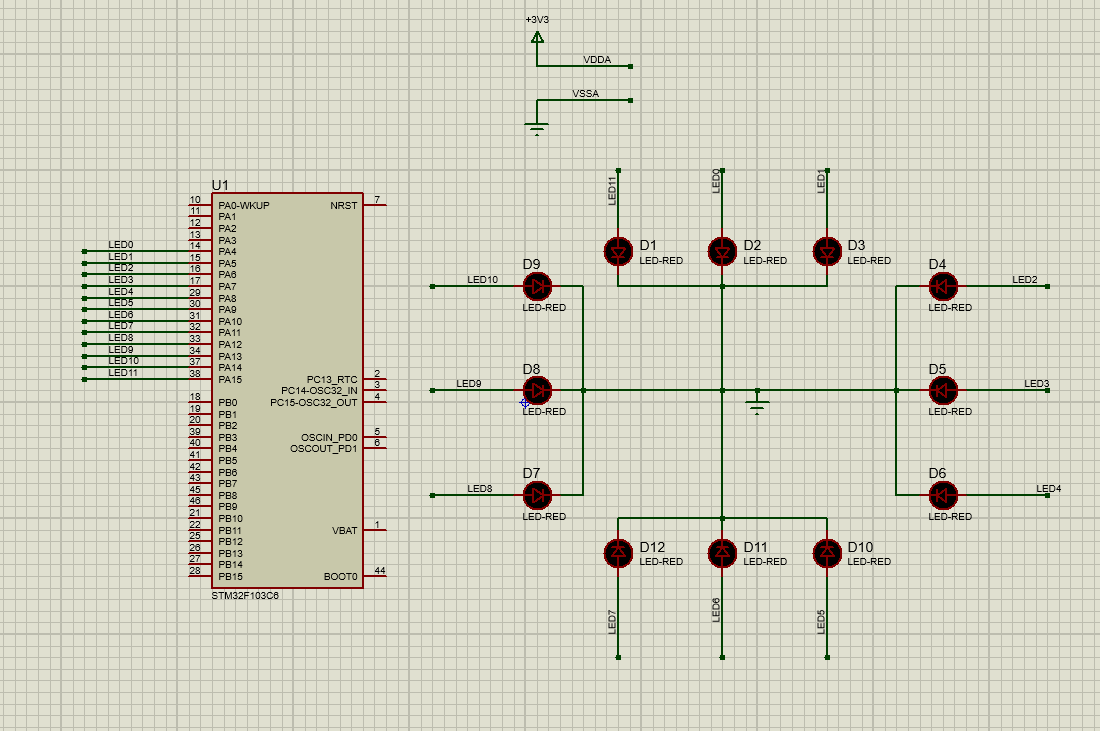 +3V3
VDDA
VSSA
U1
10 PA0-WKUP NRST 7
11 PA1
12 PA2
13 PA3
LED0 14 PA4
LED1 15 PA5
LED2 16 PA6
LED3 17 PA7
LED4 29 PA8
LED5 30 PA9
LED6 31 PA10
LED7 32 PA11
LED8 33 PA12
LED9 34 PA13
LED10 37 PA14
LED11 38 PA15
PC13_RTC 2
PC14-OSC32_IN 3
18 PB0 PC15-OSC32_OUT 4
19 PB1
20 PB2
39 PB3 OSCIN_PD0 5
40 PB4 OSCOUT_PD1 6
41 PB5
42 PB6
43 PB7
45 PB8
46 PB9
21 PB10
22 PB11 VBAT 1
25 PB12
26 PB13
27 PB14
28 PB15 BOOT0 44
STM32F103C6
LED11 LED0 LED1
D1 LED-RED
D2 LED-RED
D3 LED-RED
LED10 D9 LED-RED
D4 LED2 LED-RED
LED9 D8 LED-RED
D5 LED3 LED-RED
LED8 D7 LED-RED
D6 LED4 LED-RED
D12 LED-RED
D11 LED-RED
D10 LED-RED
LED7 LED6 LED5